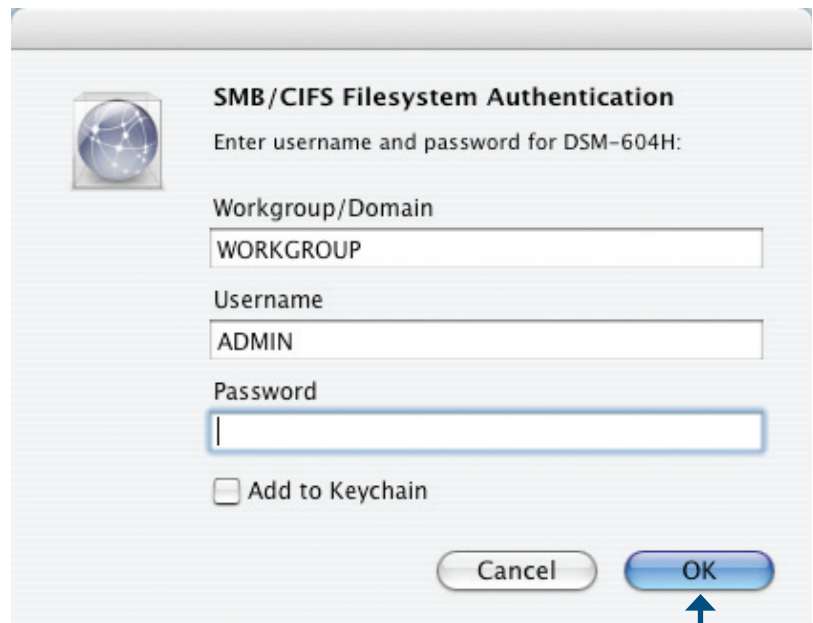 SMB/CIFS Filesystem Authentication
Enter username and password for DSM-604H:
Workgroup/Domain
WORKGROUP
Username
ADMIN
Password
Add to Keychain
Cancel OK